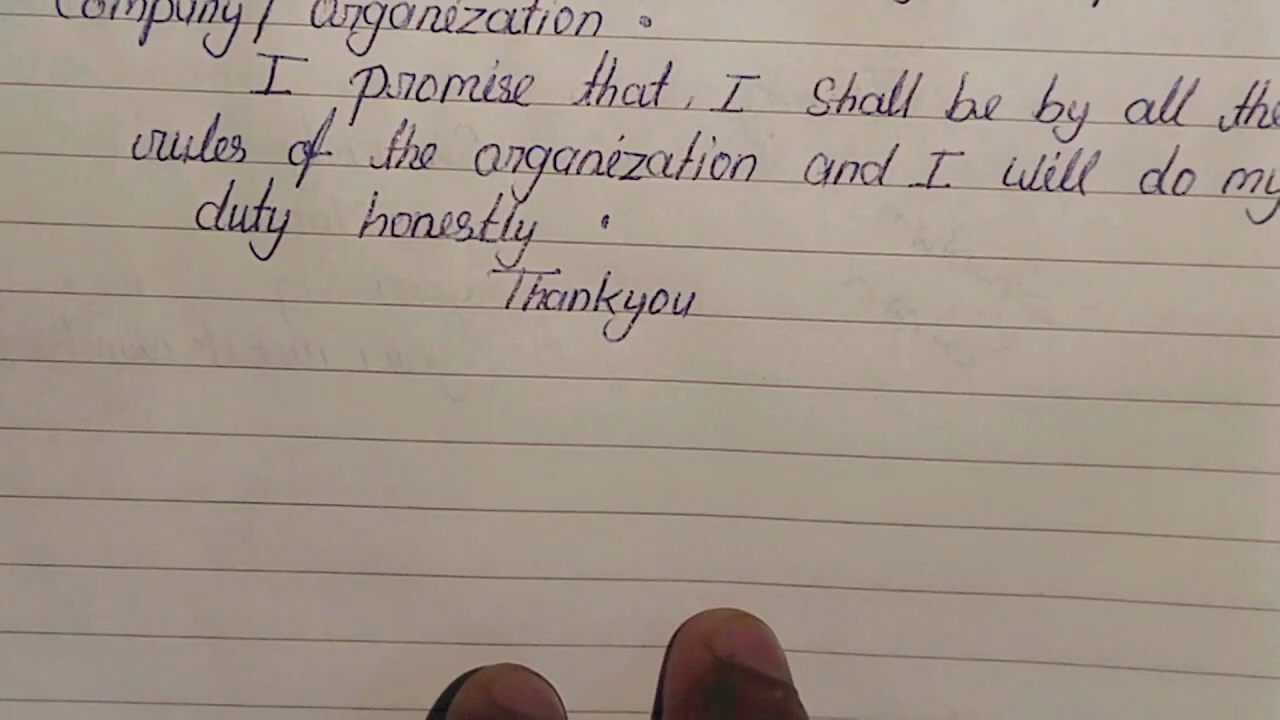 Company/ organization .
I promise that, I shall be by all the
rules of the organization and I will do my
duty honestly .
Thankyou